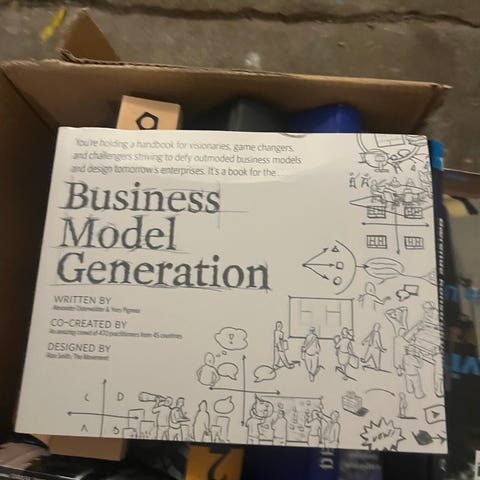 You're holding a handbook for visionaries, game changers,
and challengers striving to defy outmoded business models
and design tomorrow's enterprises. It's a book for the . . .
Business
Model
Generation
WRITTEN BY
Alexander Osterwalder & Yves Pigneur
CO-CREATED BY
An amazing crowd of 470 practitioners from 45 countries
DESIGNED BY
Alan Smith, The Movement
C D
A B
WOW!